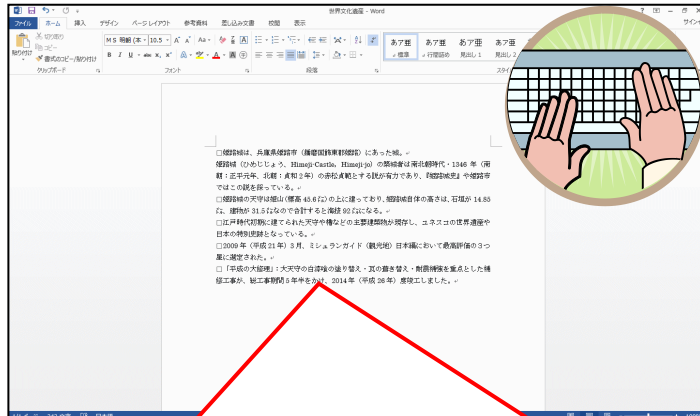 世界文化遺産 - Word
ファイル ホーム 挿入 デザイン ページ レイアウト 参考資料 差し込み文書 校閲 表示
サインイン
切り取り
コピー
貼り付け
書式のコピー/貼り付け
MS 明朝 (本 10.5
B I U abc
あア亜 あア亜 あア亜 あア亜
標準 行間詰め 見出し 1 見出し 2
クリップボード フォント 段落
□姫路城は、兵庫県姫路市(播磨国飾東郡姫路)にあった城。
姫路城(ひめじじょう、Himeji-Castle, Himeji-jo)の築城者は南北朝時代・1346 年(南
朝:正平元年、北朝:貞和 2 年)の赤松貞範とする説が有力であり、『姫路城史』や姫路市
ではこの説を採っている。
□姫路城の天守は姫山(標高 45.6 ㍍)の上に建っており、姫路城自体の高さは、石垣が 14.85
㍍、建物が 31.5 ㍍なので合計すると海抜 92 ㍍になる。
□江戸時代初期に建てられた天守や櫓などの主要建築物が現存し、ユネスコの世界遺産や
日本の特別史跡となっている。
□2009 年(平成 21 年)3 月、ミシュランガイド(観光地)日本編において最高評価の3つ
星に選定された。
□「平成の大修理」:大天守の白漆喰の塗り替え・瓦の葺き替え・耐震補強を重点とした補
修工事が、総工事期間 5 年半をかけ、2014 年(平成 26 年)度竣工しました。